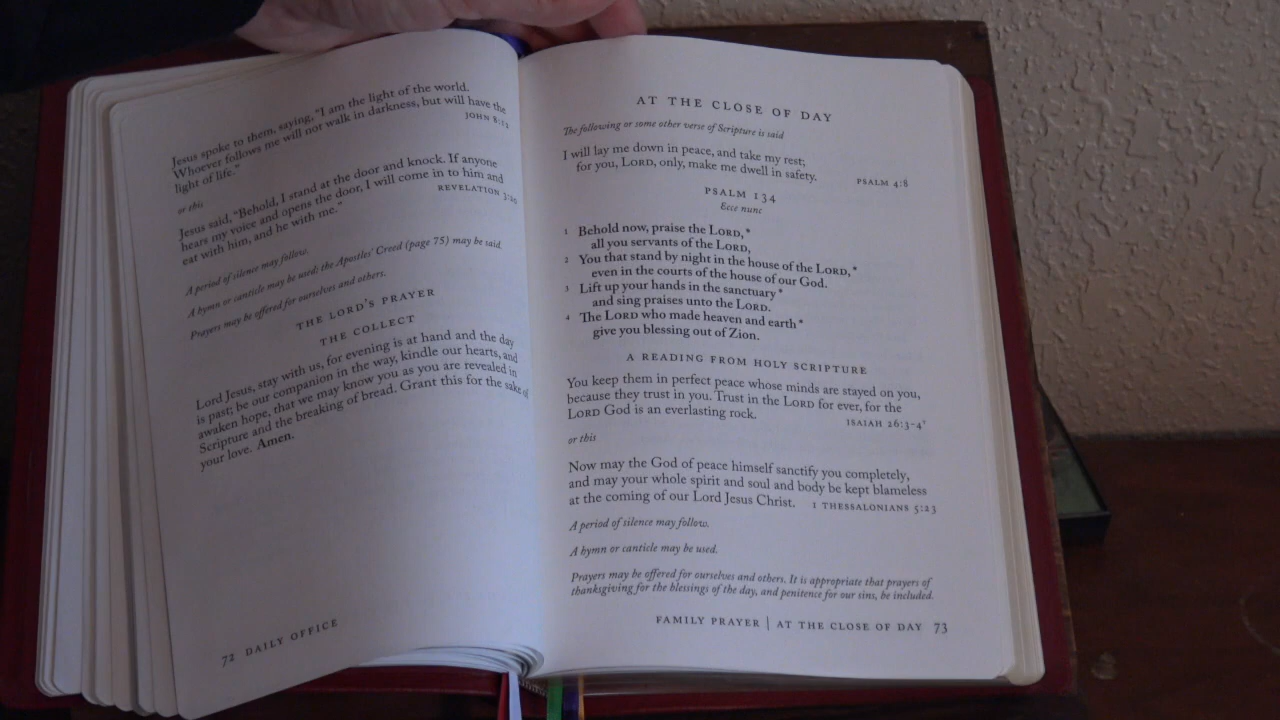 Jesus spoke to them, saying, "I am the light of the world.
Whoever follows me will not walk in darkness, but will have the
light of life."
JOHN 8:12
or this
Jesus said, "Behold, I stand at the door and knock. If anyone
hears my voice and opens the door, I will come in to him and
eat with him, and he with me."
REVELATION 3:20
A period of silence may follow.
A hymn or canticle may be used; the Apostles' Creed (page 75) may be said.
Prayers may be offered for ourselves and others.
THE LORD'S PRAYER
THE COLLECT
Lord Jesus, stay with us, for evening is at hand and the day
is past; be our companion in the way, kindle our hearts, and
awaken hope, that we may know you as you are revealed in
Scripture and the breaking of bread. Grant this for the sake of
your love. Amen.
72 DAILY OFFICE
AT THE CLOSE OF DAY
The following or some other verse of Scripture is said
I will lay me down in peace, and take my rest;
for you, LORD, only, make me dwell in safety.
PSALM 4:8
PSALM 134
Ecce nunc
1 Behold now, praise the LORD, *
all you servants of the LORD,
2 You that stand by night in the house of the LORD, *
even in the courts of the house of our God.
3 Lift up your hands in the sanctuary *
and sing praises unto the LORD.
4 The LORD who made heaven and earth *
give you blessing out of Zion.
A READING FROM HOLY SCRIPTURE
You keep them in perfect peace whose minds are stayed on you,
because they trust in you. Trust in the LORD for ever, for the
LORD God is an everlasting rock.
ISAIAH 26:3-4ᵀ
or this
Now may the God of peace himself sanctify you completely,
and may your whole spirit and soul and body be kept blameless
at the coming of our Lord Jesus Christ. 1 THESSALONIANS 5:23
A period of silence may follow.
A hymn or canticle may be used.
Prayers may be offered for ourselves and others. It is appropriate that prayers of
thanksgiving for the blessings of the day, and penitence for our sins, be included.
FAMILY PRAYER | AT THE CLOSE OF DAY 73